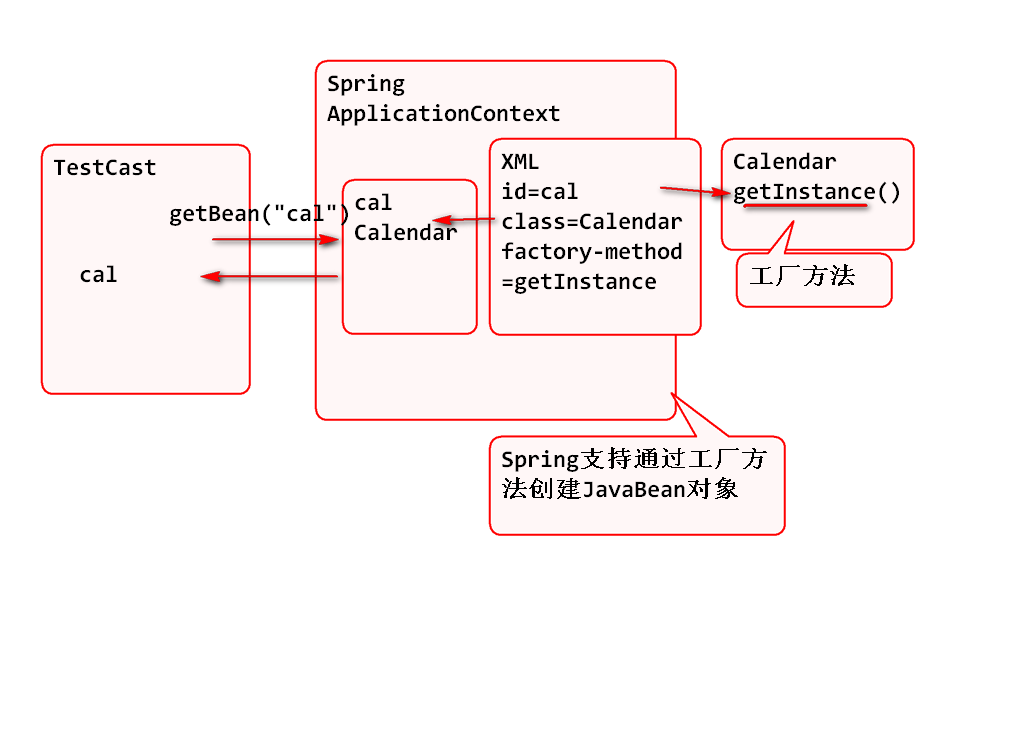 Spring
ApplicationContext
TestCast
getBean("cal")
cal
cal
Calendar
XML
id=cal
class=Calendar
factory-method
=getInstance
Calendar
getInstance()
工厂方法
Spring支持通过工厂方
法创建JavaBean对象